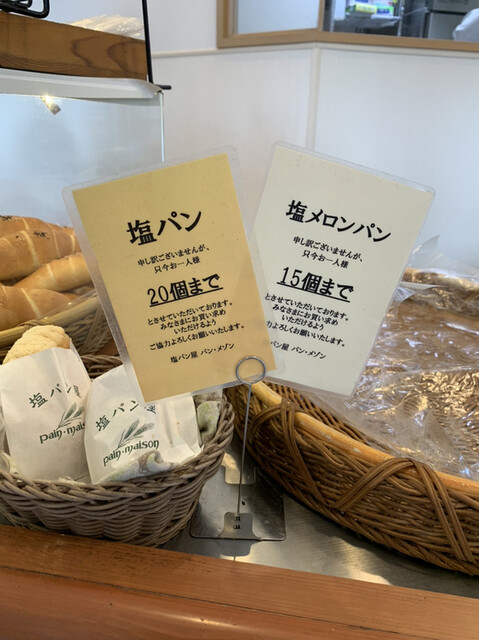 塩パン
申し訳ございませんが、
只今お一人様
20個まで
とさせていただいております。
みなさまにお買い求め
いただけるよう
ご協力よろしくお願いいたします。
塩パン屋 パン・メゾン
塩メロンパン
申し訳ございませんが、
只今お一人様
15個まで
とさせていただいております。
みなさまにお買い求め
いただけるよう
ご協力よろしくお願いいたします。
塩パン屋 パン・メゾン
塩パン屋
pain·maison
塩パン
pain·maison